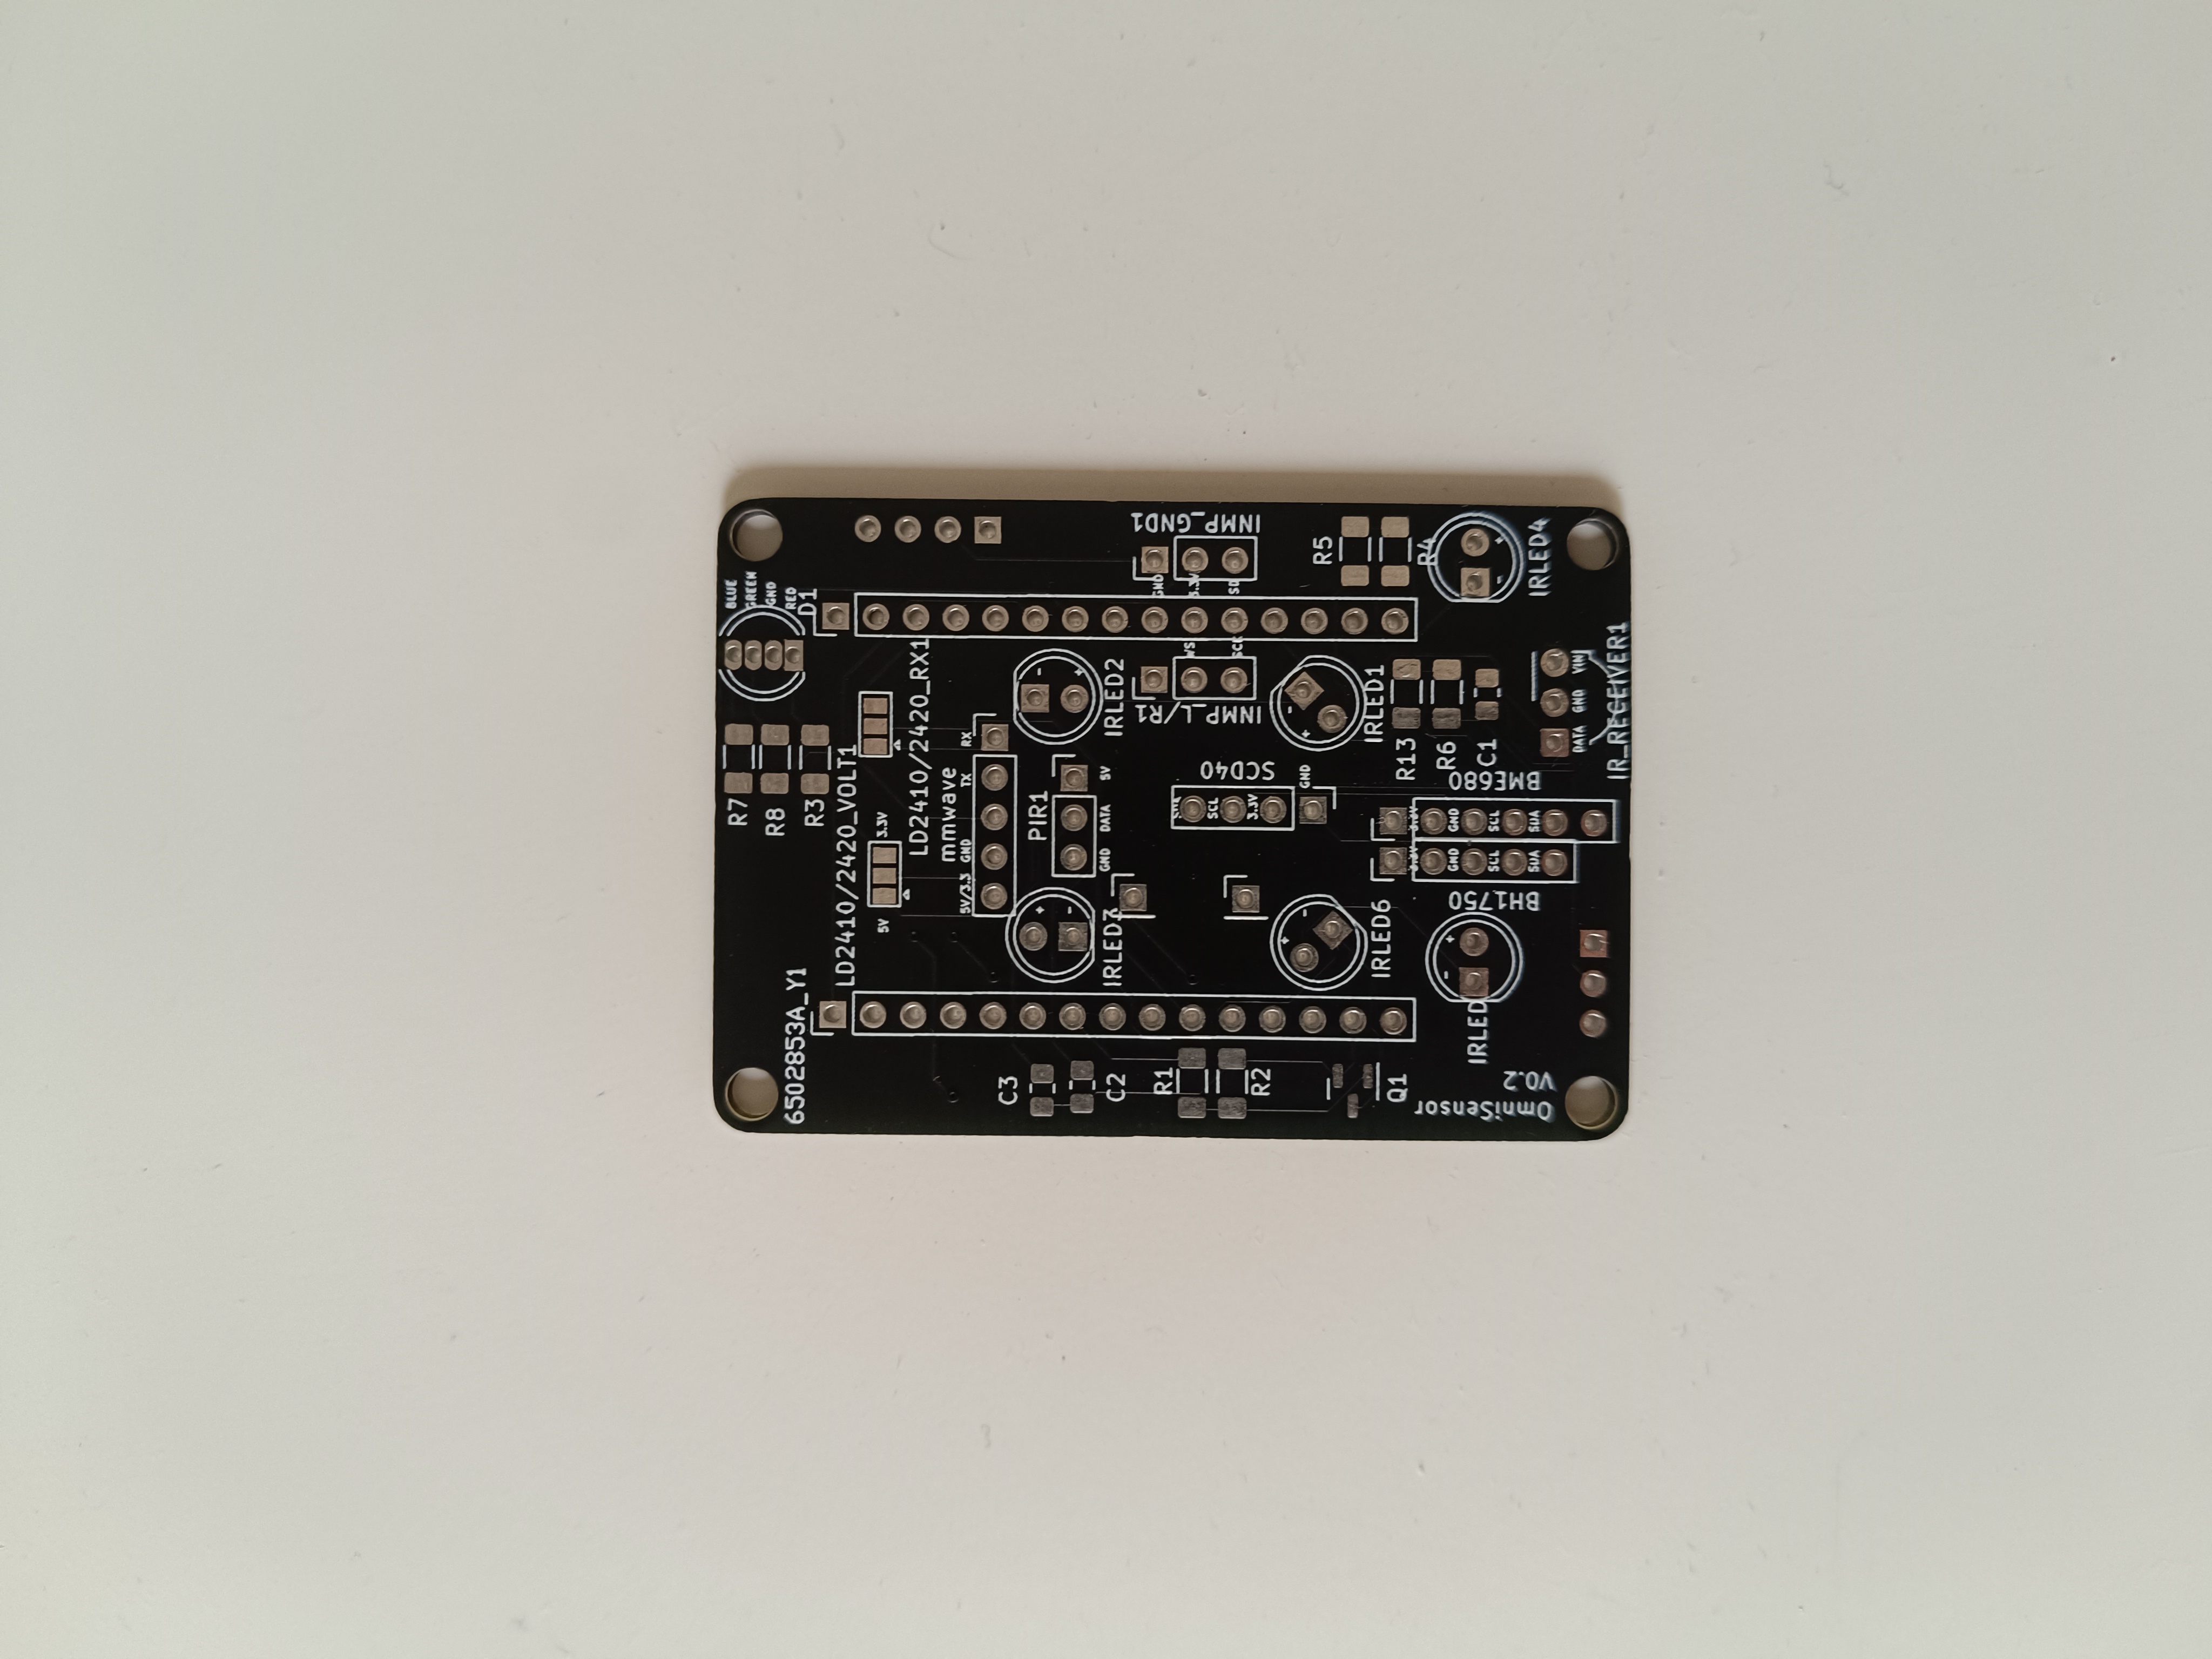 BLUE
GREEN
GND
RED
D1
INMP_GND1
GND
3.3V
SD
R5
R4
+
-
IRLED4
LD2410/2420_RX1
-
+
IRLED2
WS
SCK
INMP_L/R1
-
+
IRLED1
R13
R6
C1
VIN
GND
DATA
IR_RECEIVER1
R7
R8
R3
LD2410/2420_VOLT1
3.3V
5V
mmwave
RX
TX
GND
5V/3.3
PIR1
5V
DATA
GND
SCD40
SCL
3.3V
GND
BME680
GND
SCL
SDA
GND
SCL
SDA
BH1750
+
-
-
IRLED6
+
-
IRLED
6502853A_Y1
C3
C2
R1
R2
Q1
OmniSensor
V0.2